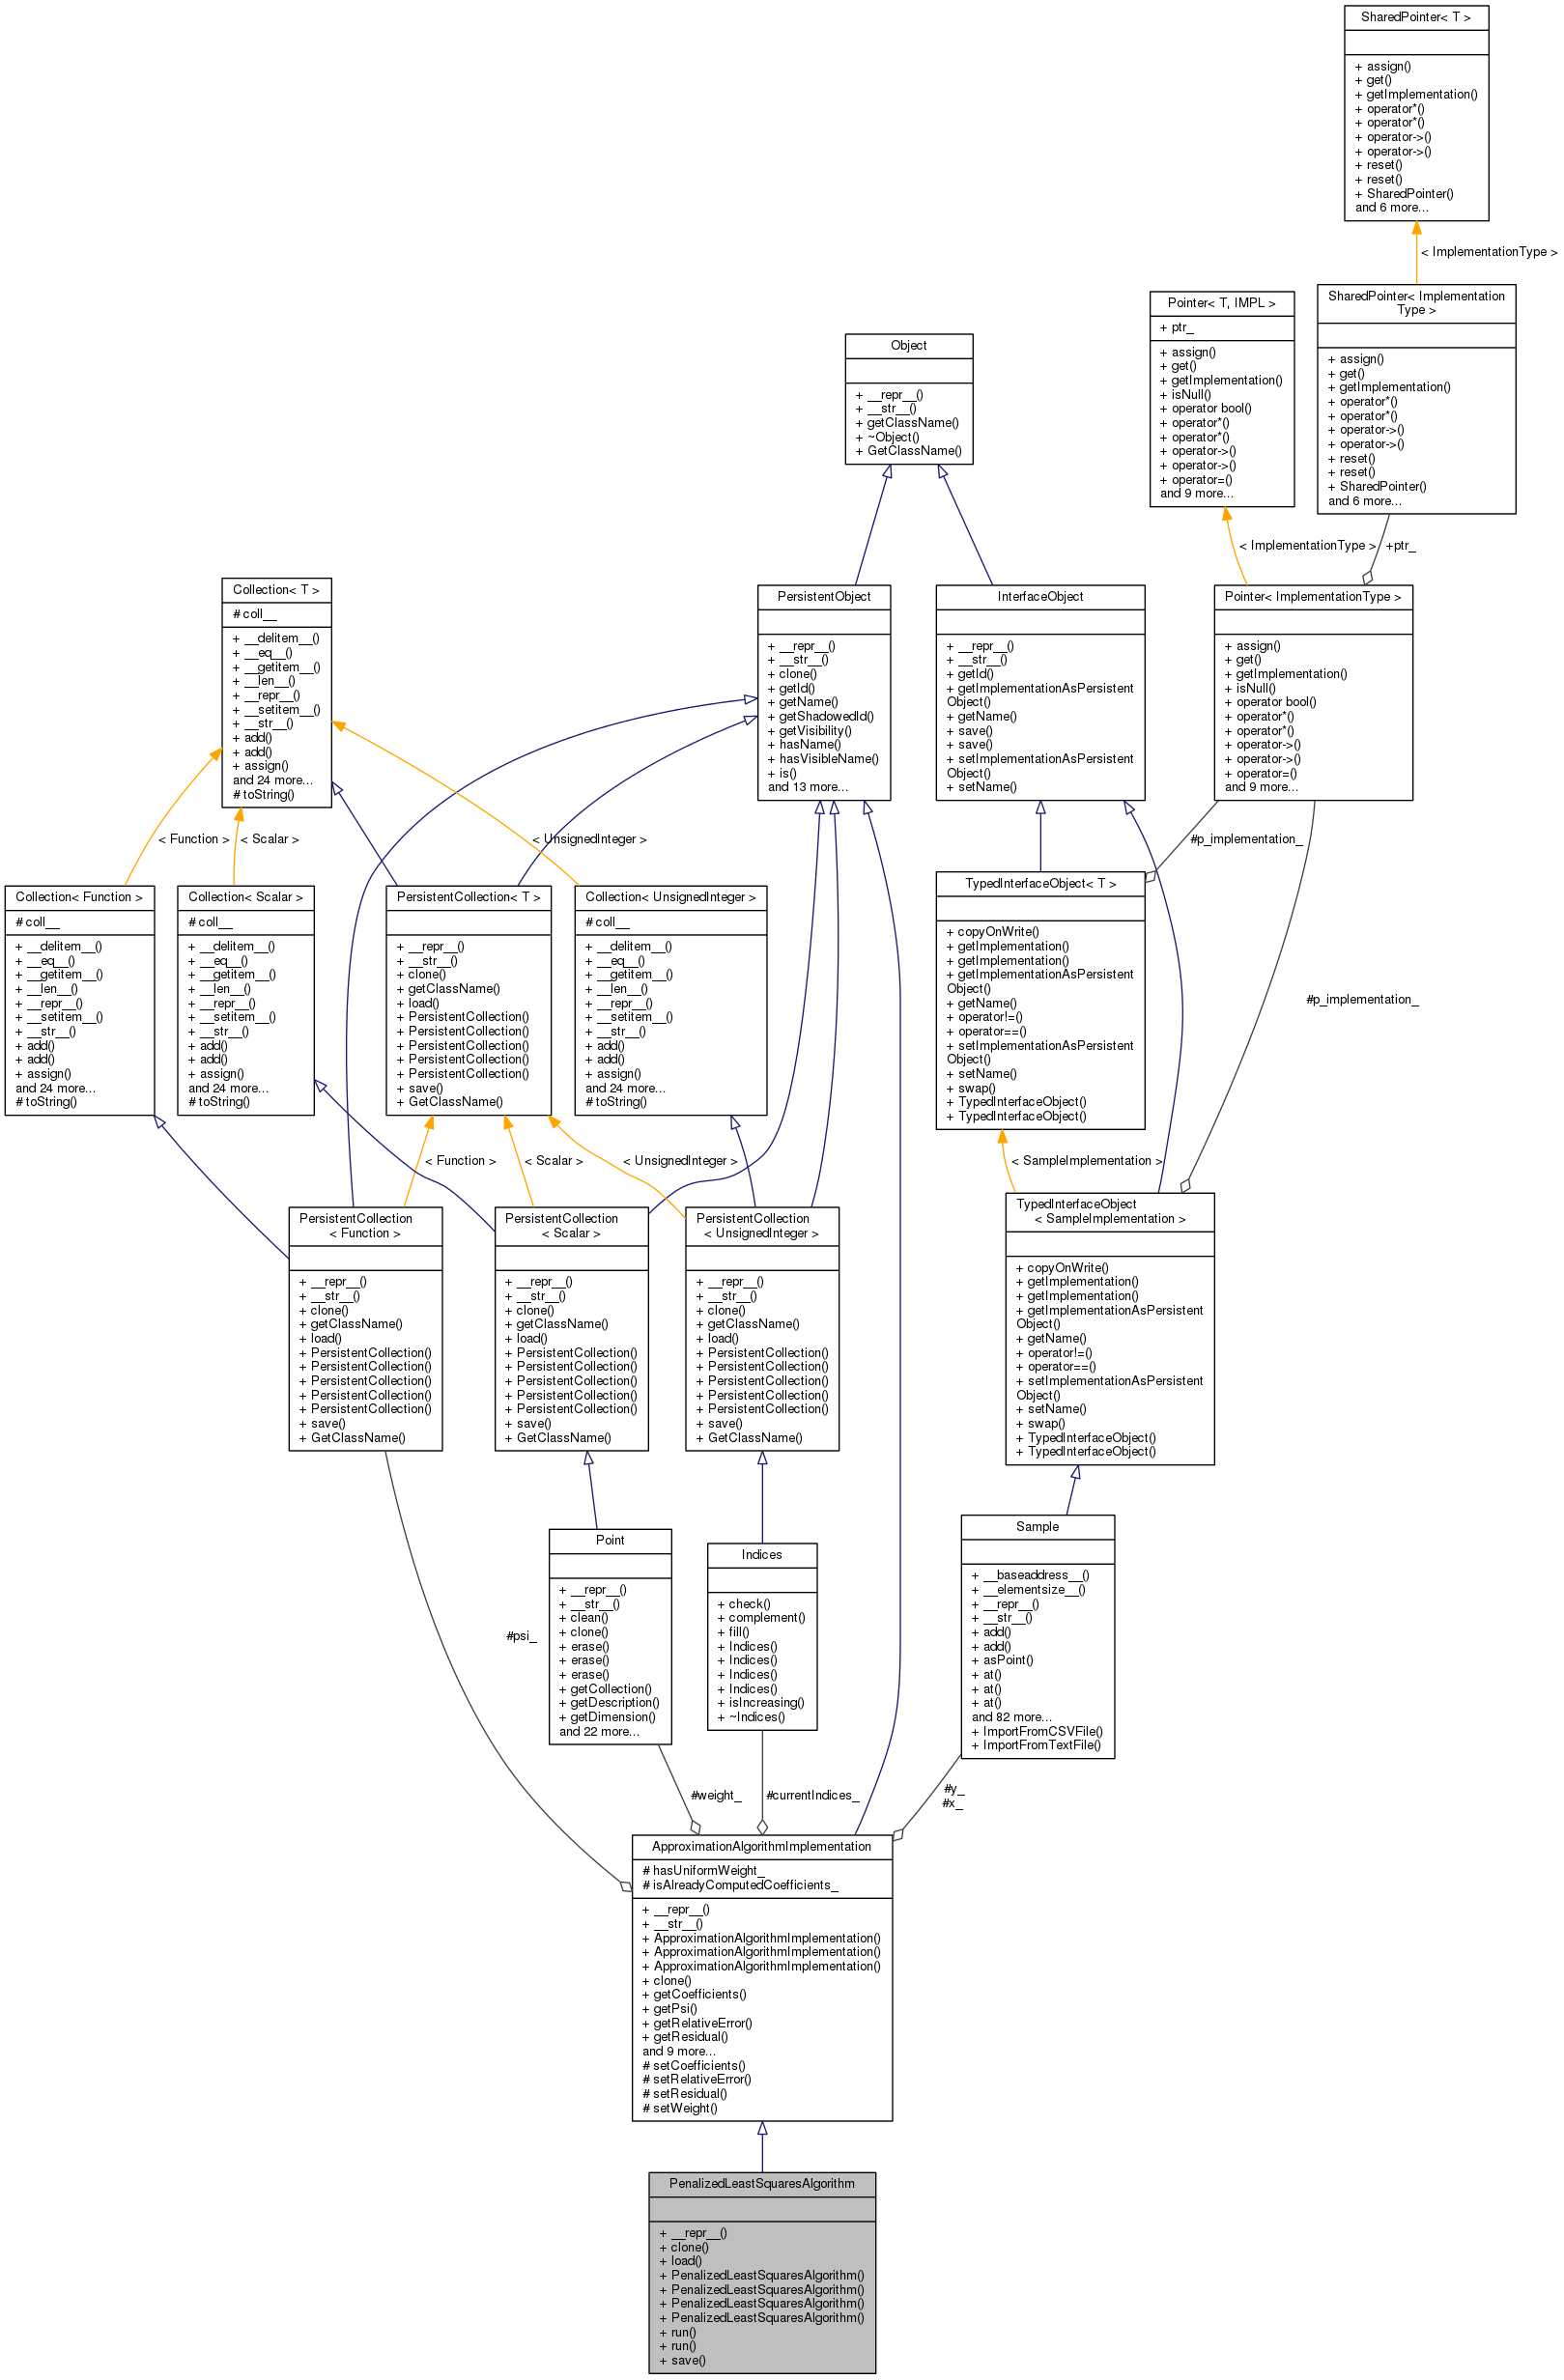 SharedPointer< T >
+ assign()
+ get()
+ getImplementation()
+ operator*()
+ operator*()
+ operator->()
+ operator->()
+ reset()
+ reset()
+ SharedPointer()
and 6 more...
< ImplementationType >
SharedPointer< Implementation
Type >
+ assign()
+ get()
+ getImplementation()
+ operator*()
+ operator*()
+ operator->()
+ operator->()
+ reset()
+ reset()
+ SharedPointer()
and 6 more...
Pointer< T, IMPL >
+ ptr_
+ assign()
+ get()
+ getImplementation()
+ isNull()
+ operator bool()
+ operator*()
+ operator*()
+ operator->()
+ operator->()
+ operator=()
and 9 more...
Object
+ __repr__()
+ __str__()
+ getClassName()
+ ~Object()
+ GetClassName()
< ImplementationType >
+ptr_
Collection< T >
# coll__
+ __delitem__()
+ __eq__()
+ __getitem__()
+ __len__()
+ __repr__()
+ __setitem__()
+ __str__()
+ add()
+ add()
+ assign()
and 24 more...
# toString()
PersistentObject
+ __repr__()
+ __str__()
+ clone()
+ getId()
+ getName()
+ getShadowedId()
+ getVisibility()
+ hasName()
+ hasVisibleName()
+ is()
and 13 more...
InterfaceObject
+ __repr__()
+ __str__()
+ getId()
+ getImplementationAsPersistent
Object()
+ getName()
+ save()
+ save()
+ setImplementationAsPersistent
Object()
+ setName()
Pointer< ImplementationType >
+ assign()
+ get()
+ getImplementation()
+ isNull()
+ operator bool()
+ operator*()
+ operator*()
+ operator->()
+ operator->()
+ operator=()
and 9 more...
< Function >
< Scalar >
< UnsignedInteger >
#p_implementation_
Collection< Function >
# coll__
+ __delitem__()
+ __eq__()
+ __getitem__()
+ __len__()
+ __repr__()
+ __setitem__()
+ __str__()
+ add()
+ add()
+ assign()
and 24 more...
# toString()
Collection< Scalar >
# coll__
+ __delitem__()
+ __eq__()
+ __getitem__()
+ __len__()
+ __repr__()
+ __setitem__()
+ __str__()
+ add()
+ add()
+ assign()
and 24 more...
# toString()
PersistentCollection< T >
+ __repr__()
+ __str__()
+ clone()
+ getClassName()
+ load()
+ PersistentCollection()
+ PersistentCollection()
+ PersistentCollection()
+ PersistentCollection()
+ PersistentCollection()
+ save()
+ GetClassName()
Collection< UnsignedInteger >
# coll__
+ __delitem__()
+ __eq__()
+ __getitem__()
+ __len__()
+ __repr__()
+ __setitem__()
+ __str__()
+ add()
+ add()
+ assign()
and 24 more...
# toString()
TypedInterfaceObject< T >
+ copyOnWrite()
+ getImplementation()
+ getImplementation()
+ getImplementationAsPersistent
Object()
+ getName()
+ operator!=()
+ operator==()
+ setImplementationAsPersistent
Object()
+ setName()
+ swap()
+ TypedInterfaceObject()
+ TypedInterfaceObject()
#p_implementation_
< Function >
< Scalar >
< UnsignedInteger >
< SampleImplementation >
PersistentCollection
< Function >
+ __repr__()
+ __str__()
+ clone()
+ getClassName()
+ load()
+ PersistentCollection()
+ PersistentCollection()
+ PersistentCollection()
+ PersistentCollection()
+ PersistentCollection()
+ save()
+ GetClassName()
PersistentCollection
< Scalar >
+ __repr__()
+ __str__()
+ clone()
+ getClassName()
+ load()
+ PersistentCollection()
+ PersistentCollection()
+ PersistentCollection()
+ PersistentCollection()
+ PersistentCollection()
+ save()
+ GetClassName()
PersistentCollection
< UnsignedInteger >
+ __repr__()
+ __str__()
+ clone()
+ getClassName()
+ load()
+ PersistentCollection()
+ PersistentCollection()
+ PersistentCollection()
+ PersistentCollection()
+ PersistentCollection()
+ save()
+ GetClassName()
TypedInterfaceObject
< SampleImplementation >
+ copyOnWrite()
+ getImplementation()
+ getImplementation()
+ getImplementationAsPersistent
Object()
+ getName()
+ operator!=()
+ operator==()
+ setImplementationAsPersistent
Object()
+ setName()
+ swap()
+ TypedInterfaceObject()
+ TypedInterfaceObject()
#psi_
Point
+ __repr__()
+ __str__()
+ clean()
+ clone()
+ erase()
+ erase()
+ erase()
+ getCollection()
+ getDescription()
+ getDimension()
and 22 more...
Indices
+ check()
+ complement()
+ fill()
+ Indices()
+ Indices()
+ Indices()
+ Indices()
+ isIncreasing()
+ ~Indices()
Sample
+ __baseaddress__()
+ __elementsize__()
+ __repr__()
+ __str__()
+ add()
+ add()
+ asPoint()
+ at()
+ at()
+ at()
and 82 more...
+ ImportFromCSVFile()
+ ImportFromTextFile()
#weight_
#currentIndices_
#y_
#x_
ApproximationAlgorithmImplementation
# hasUniformWeight_
# isAlreadyComputedCoefficients_
+ __repr__()
+ __str__()
+ ApproximationAlgorithmImplementation()
+ ApproximationAlgorithmImplementation()
+ ApproximationAlgorithmImplementation()
+ clone()
+ getCoefficients()
+ getPsi()
+ getRelativeError()
+ getResidual()
and 9 more...
# setCoefficients()
# setRelativeError()
# setResidual()
# setWeight()
PenalizedLeastSquaresAlgorithm
+ __repr__()
+ clone()
+ load()
+ PenalizedLeastSquaresAlgorithm()
+ PenalizedLeastSquaresAlgorithm()
+ PenalizedLeastSquaresAlgorithm()
+ PenalizedLeastSquaresAlgorithm()
+ run()
+ run()
+ save()